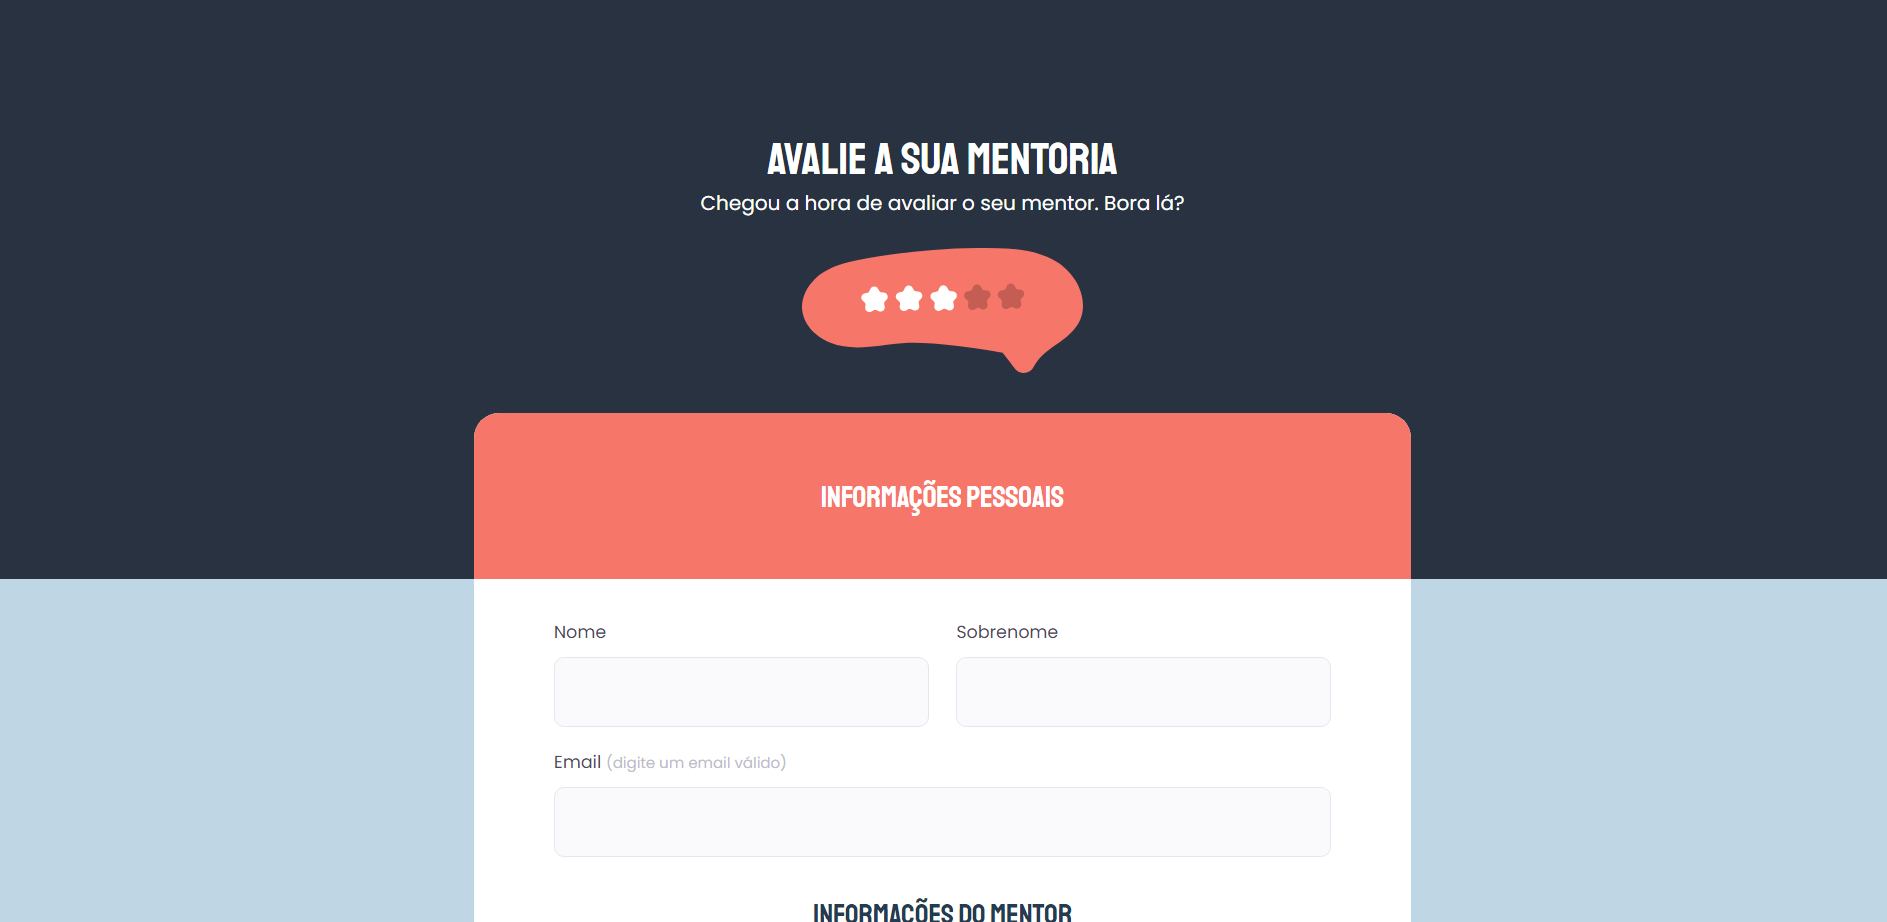 AVALIE A SUA MENTORIA
Chegou a hora de avaliar o seu mentor. Bora lá?
INFORMAÇÕES PESSOAIS
Nome
Sobrenome
Email (digite um email válido)
INFORMAÇÕES DO MENTOR